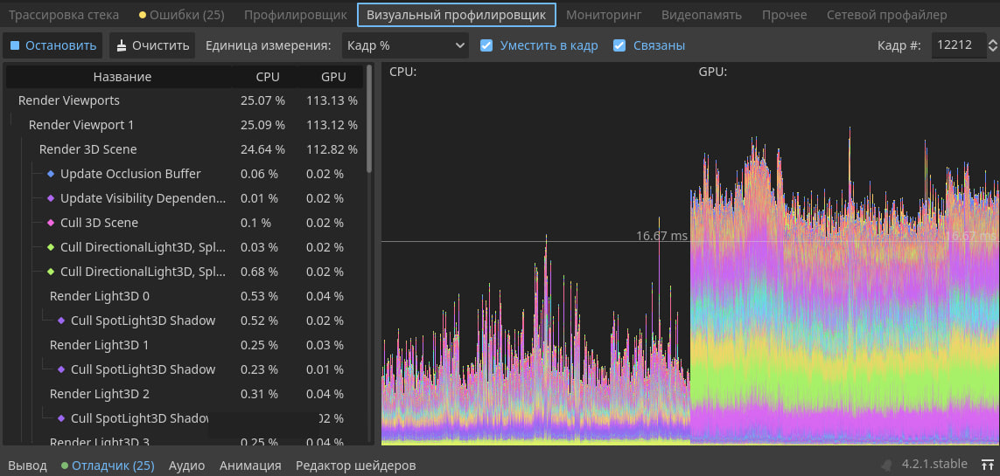 Трассировка стека Ошибки (25) Профилировщик Визуальный профилировщик Мониторинг Видеопамять Прочее Сетевой профайлер
Остановить Очистить Единица измерения: Кадр % Уместить в кадр Связаны Кадр #: 12212
Название CPU GPU
Render Viewports 25.07 % 113.13 %
Render Viewport 1 25.09 % 113.12 %
Render 3D Scene 24.64 % 112.82 %
Update Occlusion Buffer 0.06 % 0.02 %
Update Visibility Dependen... 0.01 % 0.02 %
Cull 3D Scene 0.1 % 0.02 %
Cull DirectionalLight3D, Spl... 0.03 % 0.02 %
Cull DirectionalLight3D, Spl... 0.68 % 0.02 %
Render Light3D 0 0.53 % 0.04 %
Cull SpotLight3D Shadow 0.52 % 0.02 %
Render Light3D 1 0.25 % 0.03 %
Cull SpotLight3D Shadow 0.23 % 0.01 %
Render Light3D 2 0.31 % 0.04 %
Cull SpotLight3D Shadow 02 %
Render Light3D 3 0.25 % 0.04 %
CPU:
16.67 ms
GPU:
16.67 ms
Вывод Отладчик (25) Аудио Анимация Редактор шейдеров 4.2.1.stable